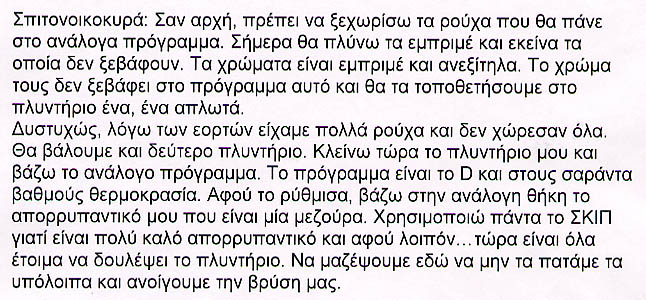 Σπιτονοικοκυρά: Σαν αρχή, πρέπει να ξεχωρίσω τα ρούχα που θα πάνε
στο ανάλογα πρόγραμμα. Σήμερα θα πλύνω τα εμπριμέ και εκείνα τα
οποία δεν ξεβάφουν. Τα χρώματα είναι εμπριμέ και ανεξίτηλα. Το χρώμα
τους δεν ξεβάφει στο πρόγραμμα αυτό και θα τα τοποθετήσουμε στο
πλυντήριο ένα, ένα απλωτά.
Δυστυχώς, λόγω των εορτών είχαμε πολλά ρούχα και δεν χώρεσαν όλα.
Θα βάλουμε και δεύτερο πλυντήριο. Κλείνω τώρα το πλυντήριο μου και
βάζω το ανάλογο πρόγραμμα. Το πρόγραμμα είναι το D και στους σαράντα
βαθμούς θερμοκρασία. Αφού το ρύθμισα, βάζω στην ανάλογη θήκη το
απορρυπαντικό μου που είναι μία μεζούρα. Χρησιμοποιώ πάντα το ΣΚΙΠ
γιατί είναι πολύ καλό απορρυπαντικό και αφού λοιπόν…τώρα είναι όλα
έτοιμα να δουλέψει το πλυντήριο. Να μαζέψουμε εδώ να μην τα πατάμε τα
υπόλοιπα και ανοίγουμε την βρύση μας.